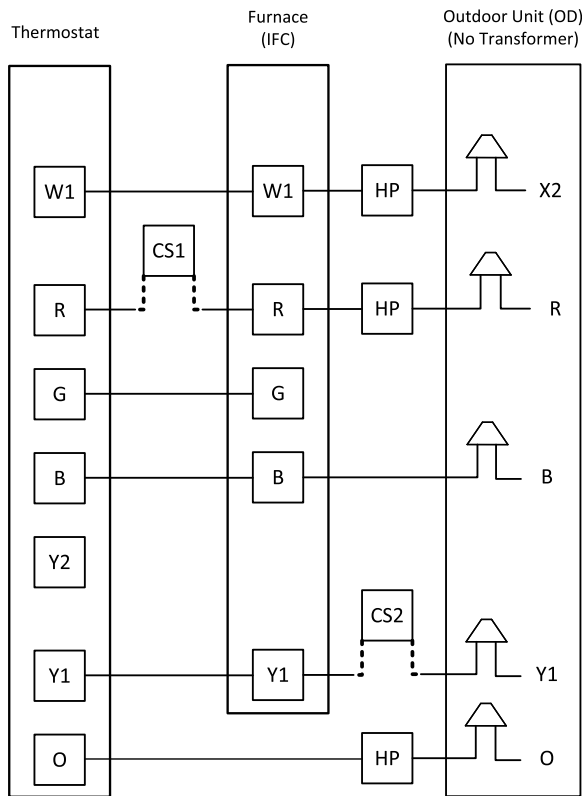 Thermostat
Furnace
(IFC)
Outdoor Unit (OD)
(No Transformer)
W1
W1
HP
X2
CS1
R
R
HP
R
G
G
B
B
B
Y2
CS2
Y1
Y1
Y1
O
HP
O